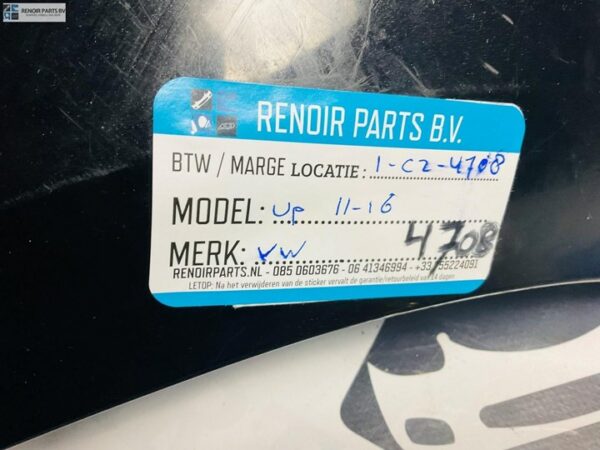 RENOIR PARTS BV
RENOIR PARTS B.V.
BTW / MARGE LOCATIE: 1-C2-4708
MODEL: up 11-16
MERK: VW
4708
RENOIRPARTS.NL - 085 0603676 - 06 41346994 - +33/55224091
LETOP: Na het verwijderen van de sticker vervalt de garantie/retourbeleid van 14 dagen